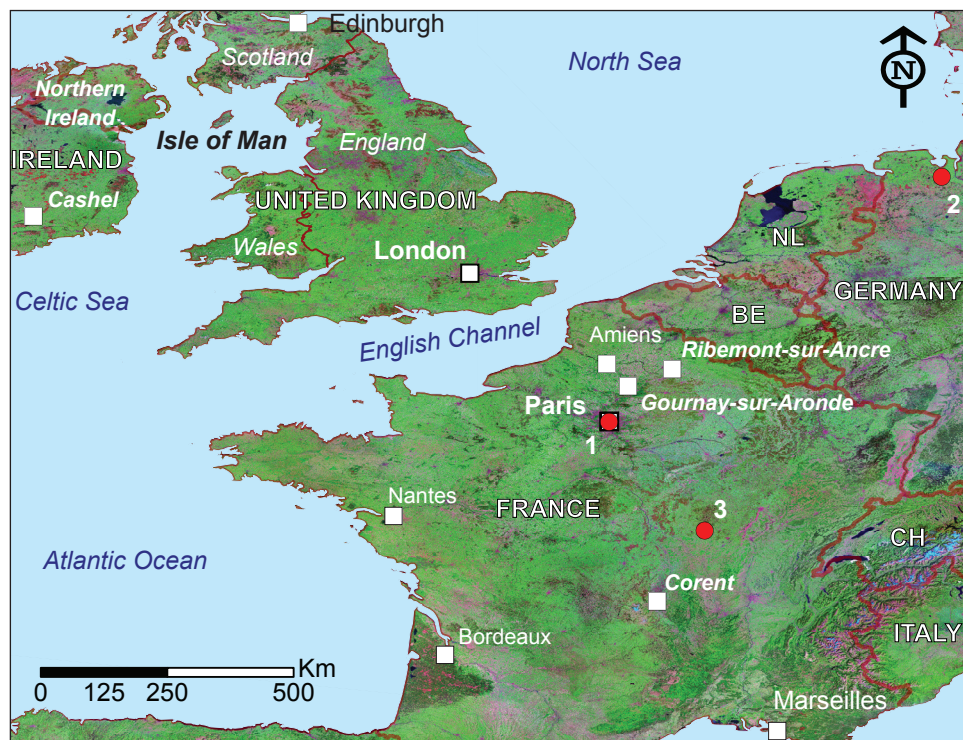 Edinburgh
Scotland
North Sea
N
Northern
Ireland
Isle of Man
England
IRELAND
Cashel
UNITED KINGDOM
2
Wales
London
NL
Celtic Sea
GERMANY
BE
English Channel
Amiens
Ribemont-sur-Ancre
Paris
Gournay-sur-Aronde
1
Nantes
FRANCE
3
CH
Atlantic Ocean
Corent
ITALY
Bordeaux
Km
0 125 250 500
Marseilles